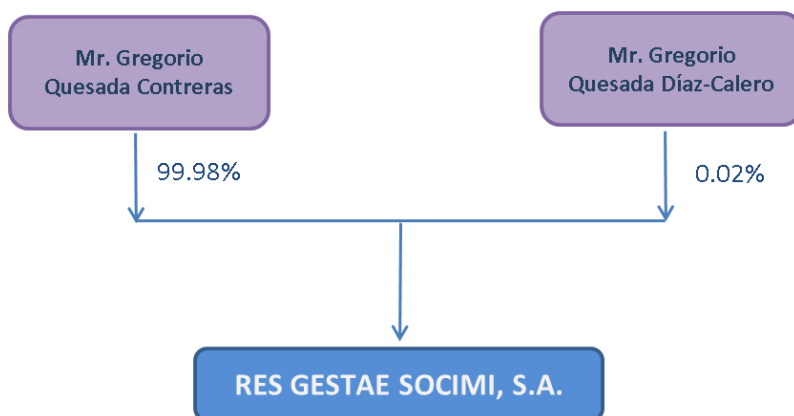 Mr. Gregorio
Quesada Contreras
Mr. Gregorio
Quesada Díaz-Calero
99.98%
0.02%
RES GESTAE SOCIMI, S.A.